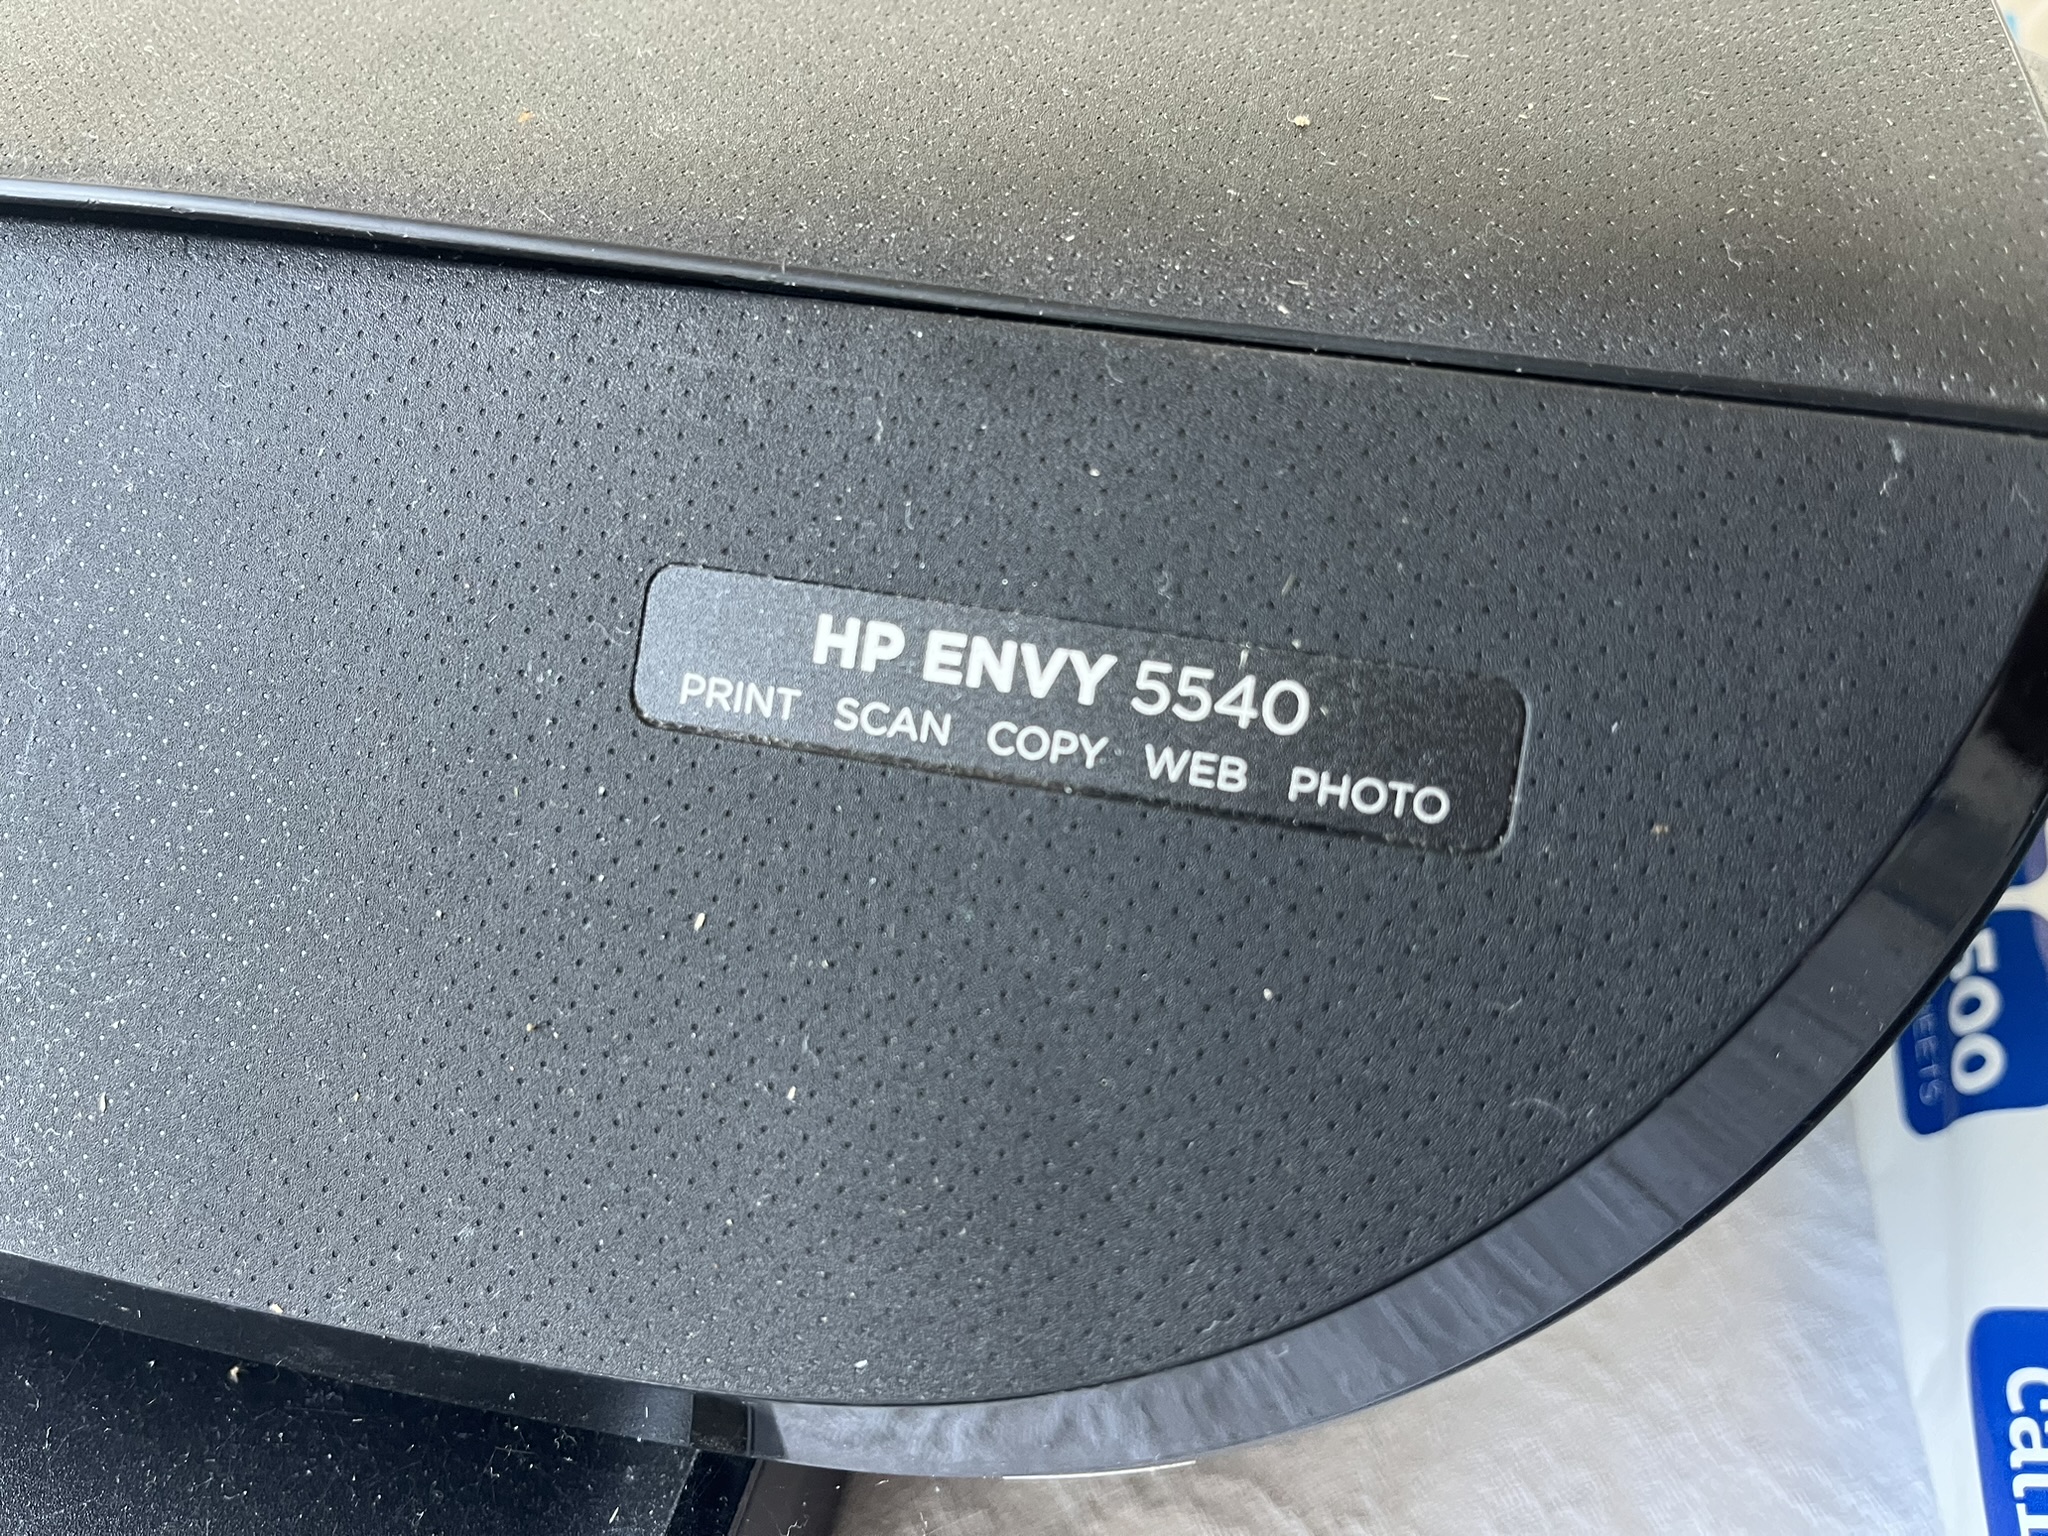 HP ENVY 5540
PRINT SCAN COPY WEB PHOTO
500